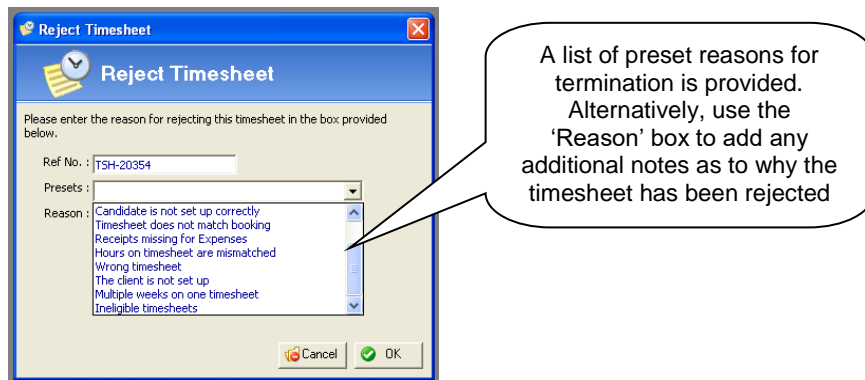 Reject Timesheet
Reject Timesheet
Please enter the reason for rejecting this timesheet in the box provided
below.
Ref No. : TSH-20354
Presets :
Reason :
Candidate is not set up correctly
Timesheet does not match booking
Receipts missing for Expenses
Hours on timesheet are mismatched
Wrong timesheet
The client is not set up
Multiple weeks on one timesheet
Ineligible timesheets
Cancel
OK
A list of preset reasons for
termination is provided.
Alternatively, use the
‘Reason’ box to add any
additional notes as to why the
timesheet has been rejected